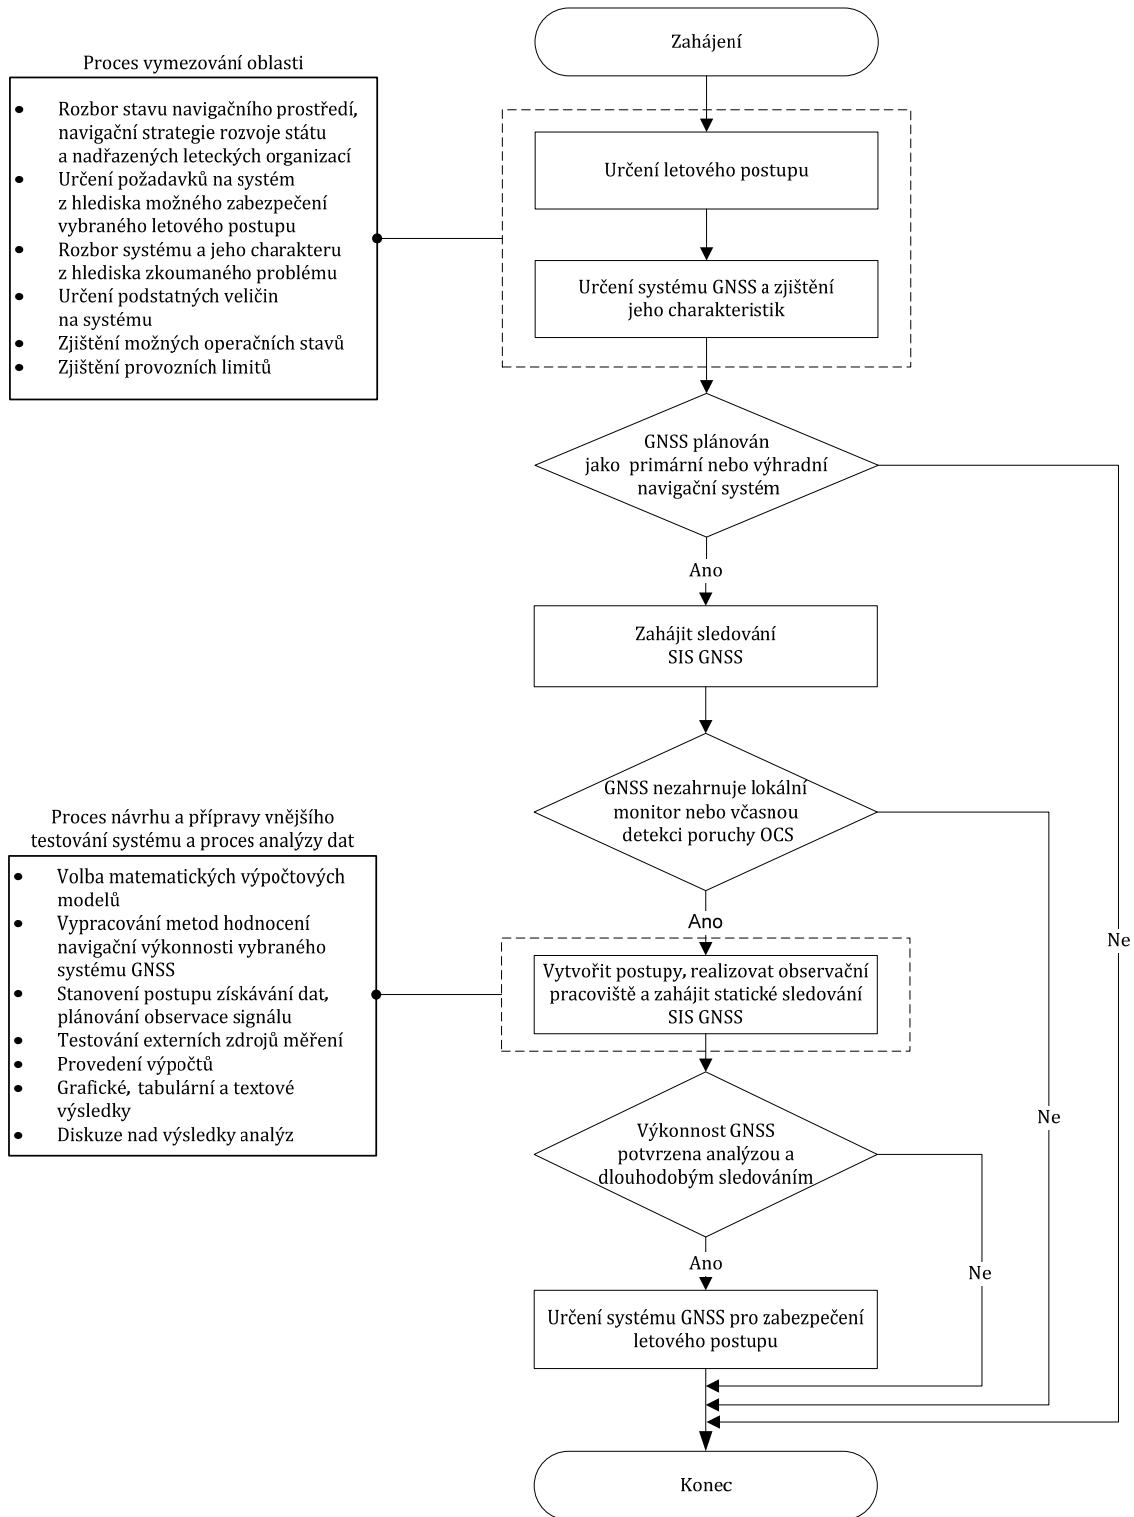 Zahájení
Proces vymezování oblasti
• Rozbor stavu navigačního prostředí,
navigační strategie rozvoje státu
a nadřazených leteckých organizací
• Určení požadavků na systém
z hlediska možného zabezpečení
vybraného letového postupu
• Rozbor systému a jeho charakteru
z hlediska zkoumaného problému
• Určení podstatných veličin
na systému
• Zjištění možných operačních stavů
• Zjištění provozních limitů
Určení letového postupu
Určení systému GNSS a zjištění
jeho charakteristik
GNSS plánován
jako primární nebo výhradní
navigační systém
Ano
Zahájit sledování
SIS GNSS
GNSS nezahrnuje lokální
monitor nebo včasnou
detekci poruchy OCS
Ano
Ne
Proces návrhu a přípravy vnějšího
testování systému a proces analýzy dat
• Volba matematických výpočtových
modelů
• Vypracování metod hodnocení
navigační výkonnosti vybraného
systému GNSS
• Stanovení postupu získávání dat,
plánování observace signálu
• Testování externích zdrojů měření
• Provedení výpočtů
• Grafické, tabulární a textové
výsledky
• Diskuze nad výsledky analýz
Vytvořit postupy, realizovat observační
pracoviště a zahájit statické sledování
SIS GNSS
Výkonnost GNSS
potvrzena analýzou a
dlouhodobým sledováním
Ne
Ano
Ne
Určení systému GNSS pro zabezpečení
letového postupu
Konec